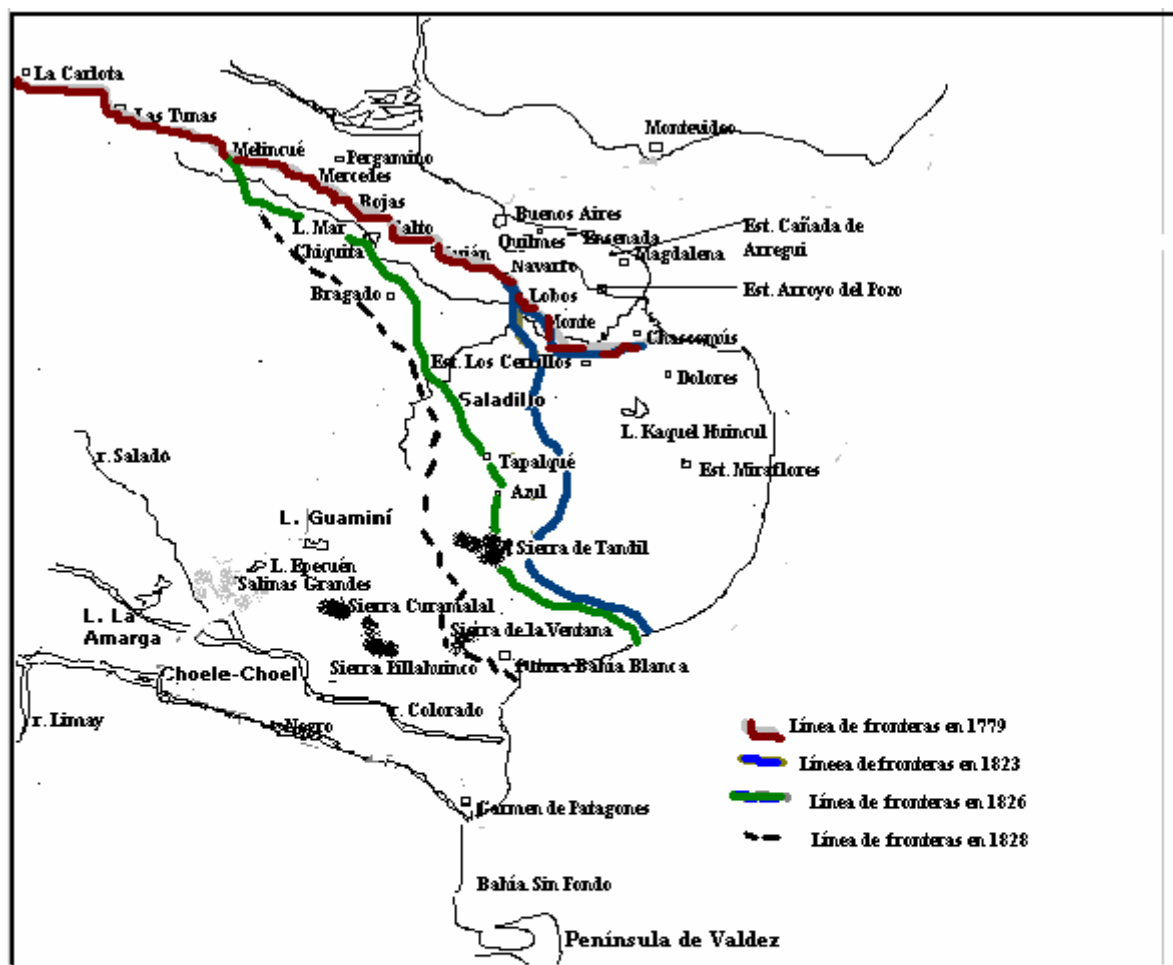 La Carlota
Las Tunas
Melincué
Pergamino
Mercedes
Rojas
Salto
L. Mar
Chiquita
Bragado
Montevideo
Buenos Aires
Quilmes
Ensenada
Magdalena
Est. Cañada de
Arregui
Navarro
Lobos
Est. Arroyo del Pozo
Monte
Chascomús
Est. Los Cerrillos
Dolores
Saladillo
L. Kaquel Huincul
r. Salado
Tapalqué
Est. Miraflores
Azul
L. Guaminí
Sierra de Tandil
L. Epecuén
Salinas Grandes
Sierra Curamalal
L. La
Amarga
Sierra de la Ventana
Sierra Pillahuinco
Futura Bahía Blanca
Choele-Choel
r. Limay
r. Colorado
Negro
Línea de fronteras en 1779
Líneea de fronteras en 1823
Línea de fronteras en 1826
Línea de fronteras en 1828
Carmen de Patagones
Bahía Sin Fondo
Península de Valdez